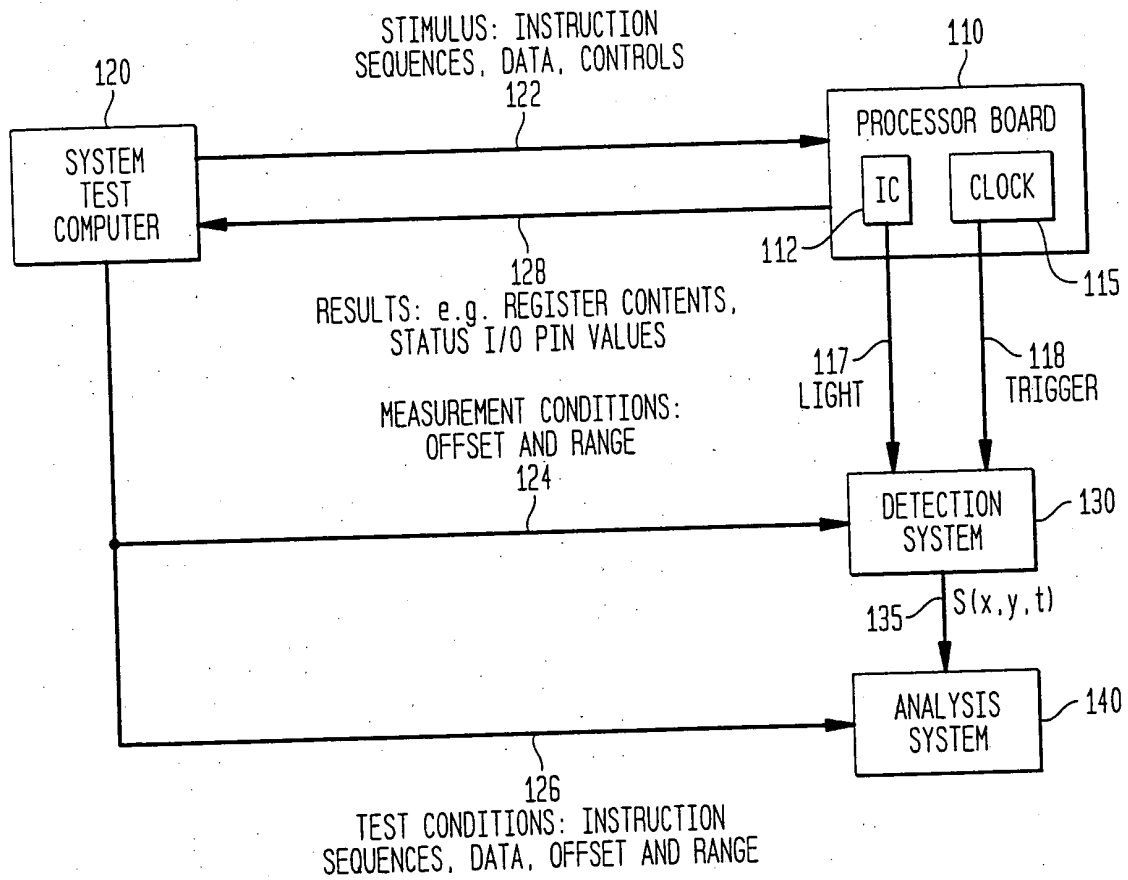 STIMULUS: INSTRUCTION
SEQUENCES, DATA, CONTROLS
122
110
120
PROCESSOR BOARD
SYSTEM
TEST
COMPUTER
IC
CLOCK
112
115
128
RESULTS: e.g. REGISTER CONTENTS,
STATUS I/O PIN VALUES
117
LIGHT
118
TRIGGER
MEASUREMENT CONDITIONS:
OFFSET AND RANGE
124
DETECTION
SYSTEM
130
135
S(x,y,t)
ANALYSIS
SYSTEM
140
126
TEST CONDITIONS: INSTRUCTION
SEQUENCES, DATA, OFFSET AND RANGE